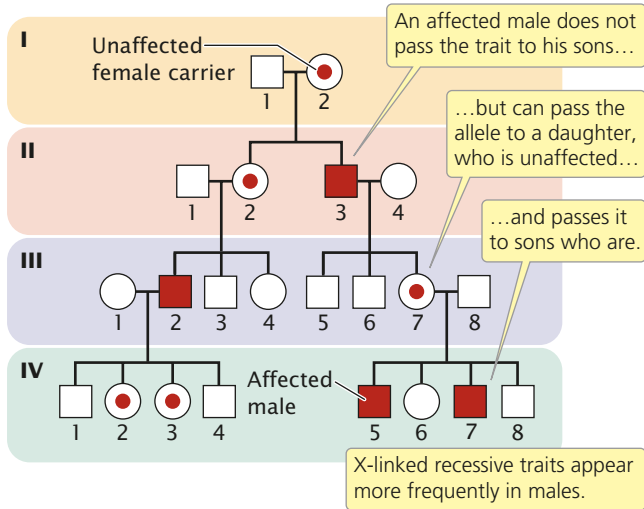 I
Unaffected
female carrier
1 2
An affected male does not
pass the trait to his sons…
…but can pass the
allele to a daughter,
who is unaffected…
II
1 2 3 4
…and passes it
to sons who are.
III
1 2 3 4 5 6 7 8
IV
Affected
male
1 2 3 4 5 6 7 8
X-linked recessive traits appear
more frequently in males.